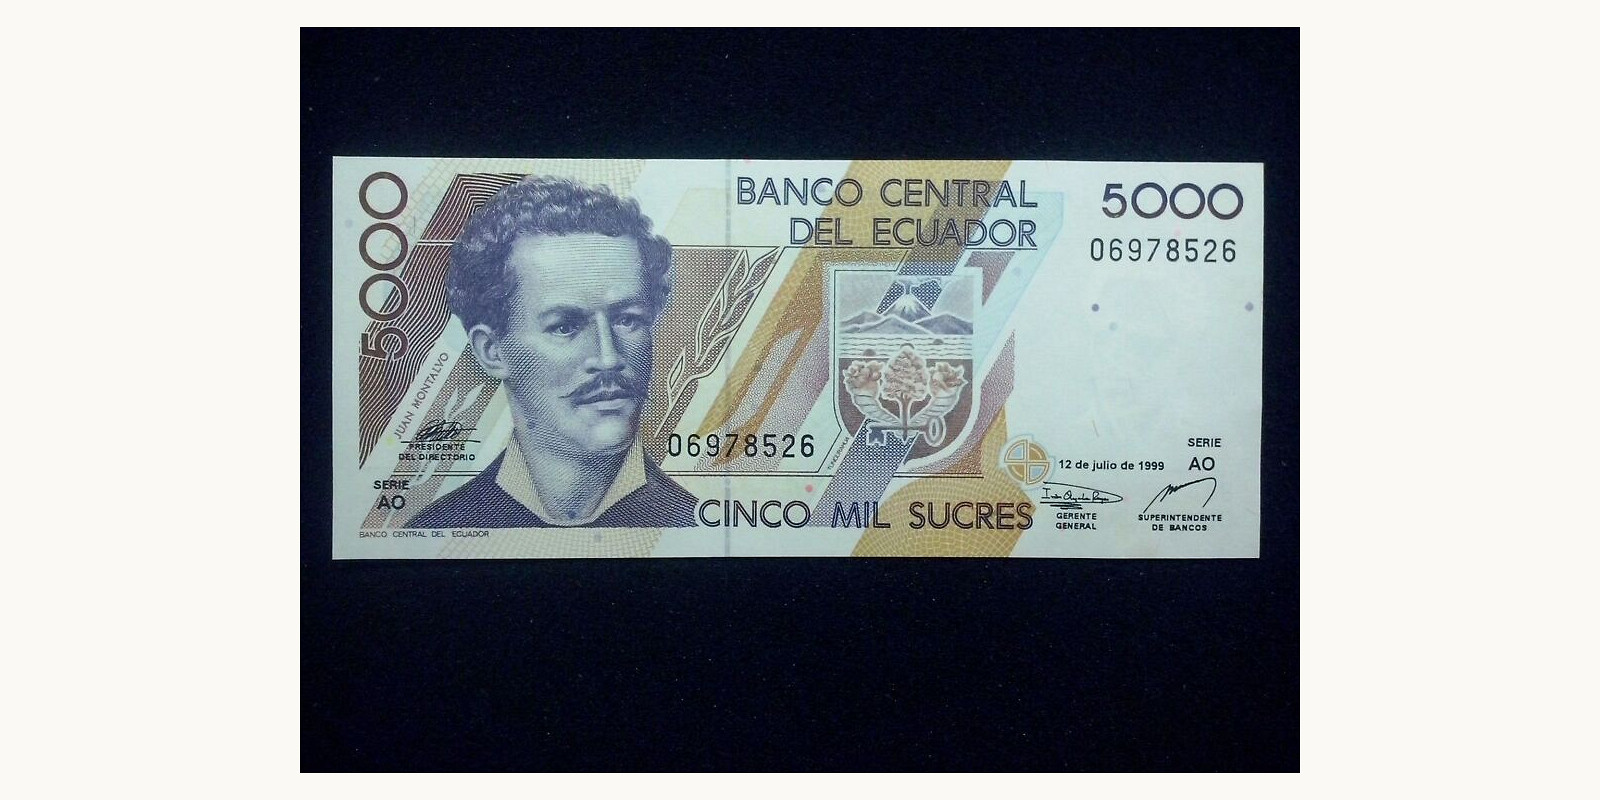 5000
BANCO CENTRAL
DEL ECUADOR
5000
06978526
JUAN MONTALVO
06978526
PRESIDENTE
DEL DIRECTORIO
SERIE
AO
TUNGURAHUA
12 de julio de 1999
SERIE
AO
CINCO MIL SUCRES
GERENTE
GENERAL
SUPERINTENDENTE
DE BANCOS
BANCO CENTRAL DEL ECUADOR